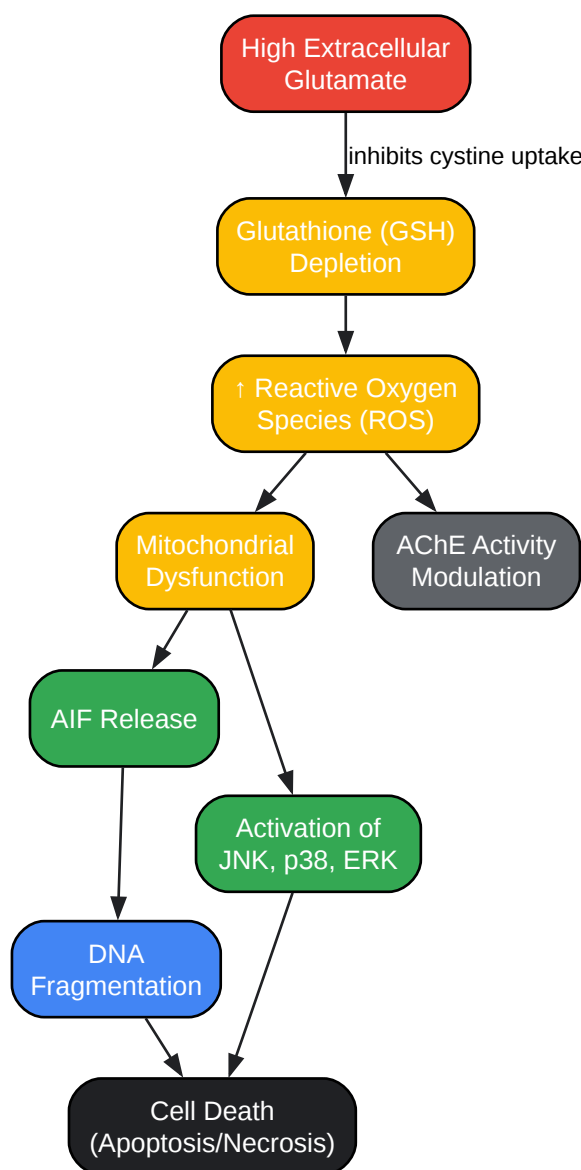 High Extracellular
Glutamate
inhibits cystine uptake
Glutathione (GSH)
Depletion
↑ Reactive Oxygen
Species (ROS)
Mitochondrial
Dysfunction
AChE Activity
Modulation
AIF Release
Activation of
JNK, p38, ERK
DNA
Fragmentation
Cell Death
(Apoptosis/Necrosis)